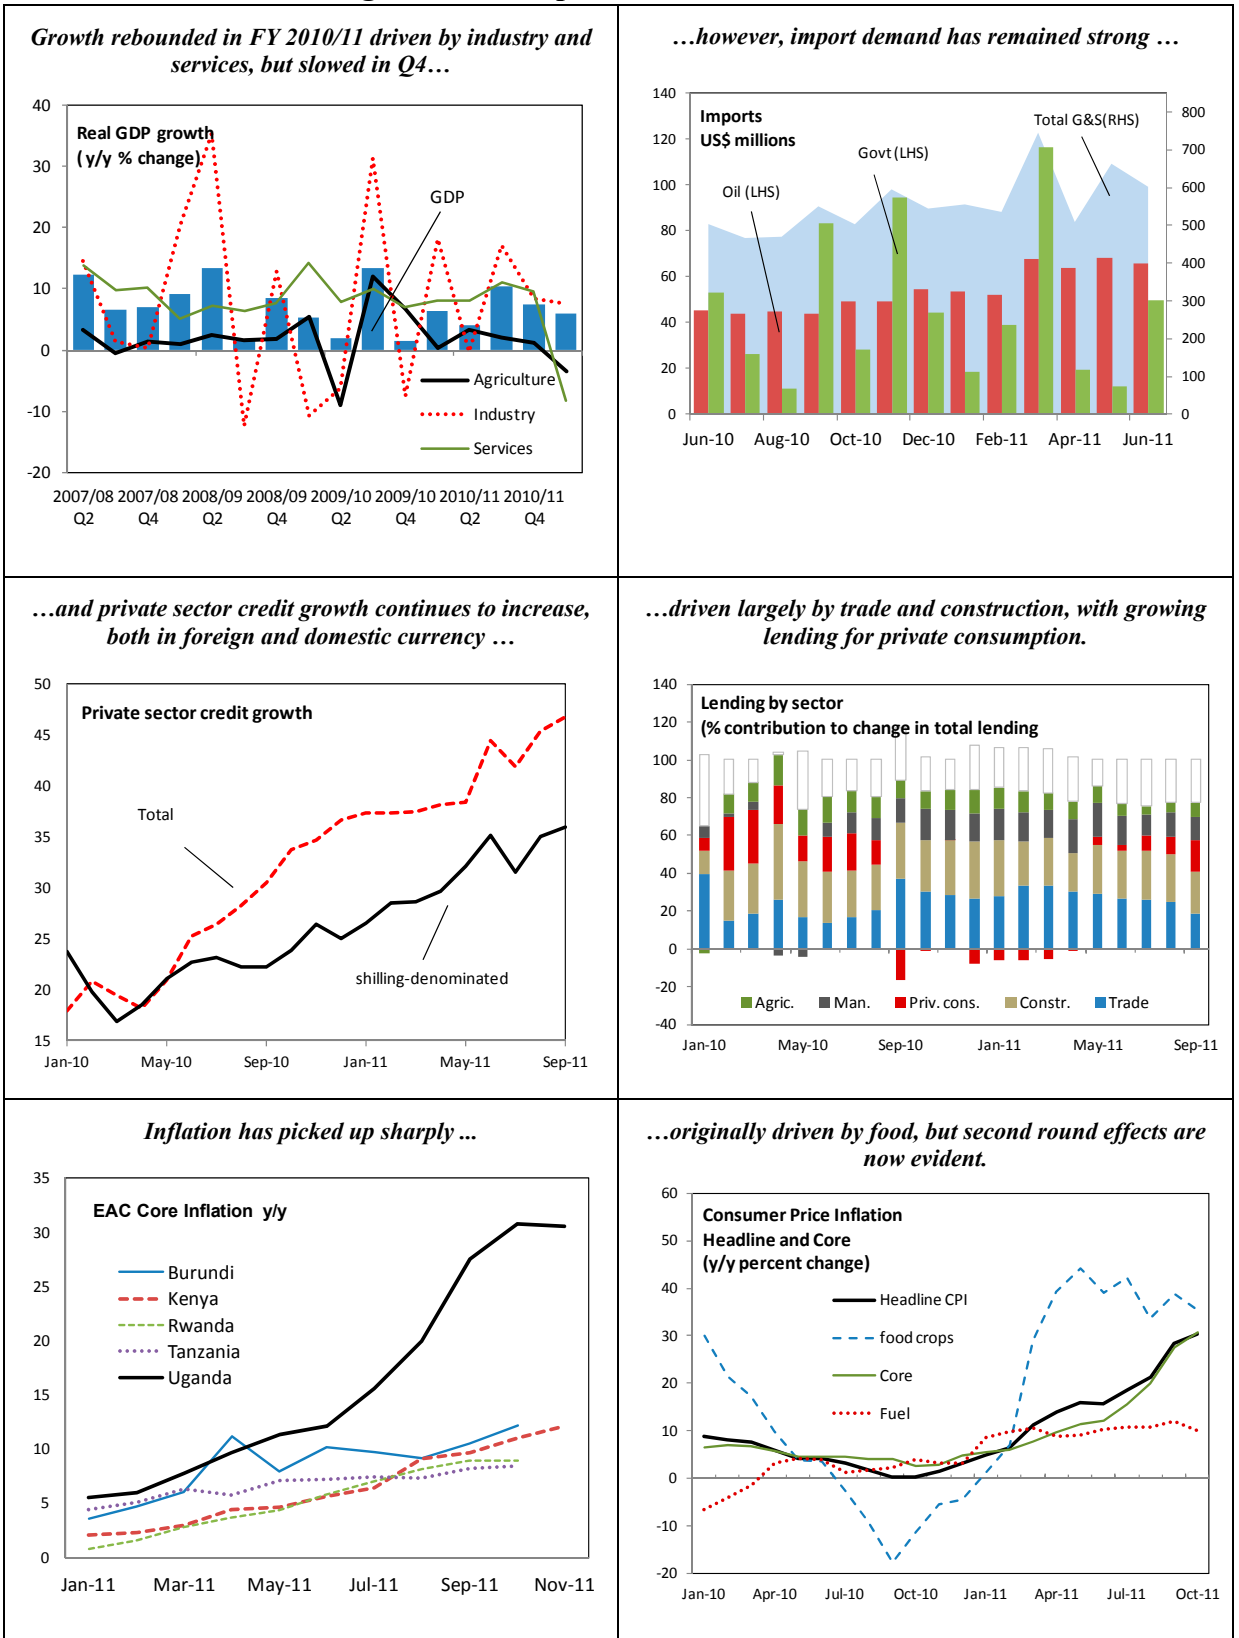 Growth rebounded in FY 2010/11 driven by industry and
services, but slowed in Q4…
40
30
20
10
0
-10
-20
Real GDP growth
( y/y % change)
GDP
Agriculture
Industry
Services
2007/08 2007/08 2008/09 2008/09 2009/10 2009/10 2010/11 2010/11
Q2 Q4 Q2 Q4 Q2 Q4 Q2 Q4
…however, import demand has remained strong …
140
120
100
80
60
40
20
0
Imports
US$ millions
Total G&S(RHS)
Govt (LHS)
Oil (LHS)
800
700
600
500
400
300
200
100
0
Jun-10 Aug-10 Oct-10 Dec-10 Feb-11 Apr-11 Jun-11
…and private sector credit growth continues to increase,
both in foreign and domestic currency …
50
45
40
35
30
25
20
15
Private sector credit growth
Total
shilling-denominated
Jan-10 May-10 Sep-10 Jan-11 May-11 Sep-11
…driven largely by trade and construction, with growing
lending for private consumption.
140
120
100
80
60
40
20
0
-20
-40
Lending by sector
(% contribution to change in total lending
Agric. Man. Priv. cons. Constr. Trade
Jan-10 May-10 Sep-10 Jan-11 May-11 Sep-11
Inflation has picked up sharply ...
35
30
25
20
15
10
5
0
EAC Core Inflation y/y
Burundi
Kenya
Rwanda
Tanzania
Uganda
Jan-11 Mar-11 May-11 Jul-11 Sep-11 Nov-11
…originally driven by food, but second round effects are
now evident.
60
50
40
30
20
10
0
-10
-20
Consumer Price Inflation
Headline and Core
(y/y percent change)
Headline CPI
food crops
Core
Fuel
Jan-10 Apr-10 Jul-10 Oct-10 Jan-11 Apr-11 Jul-11 Oct-11